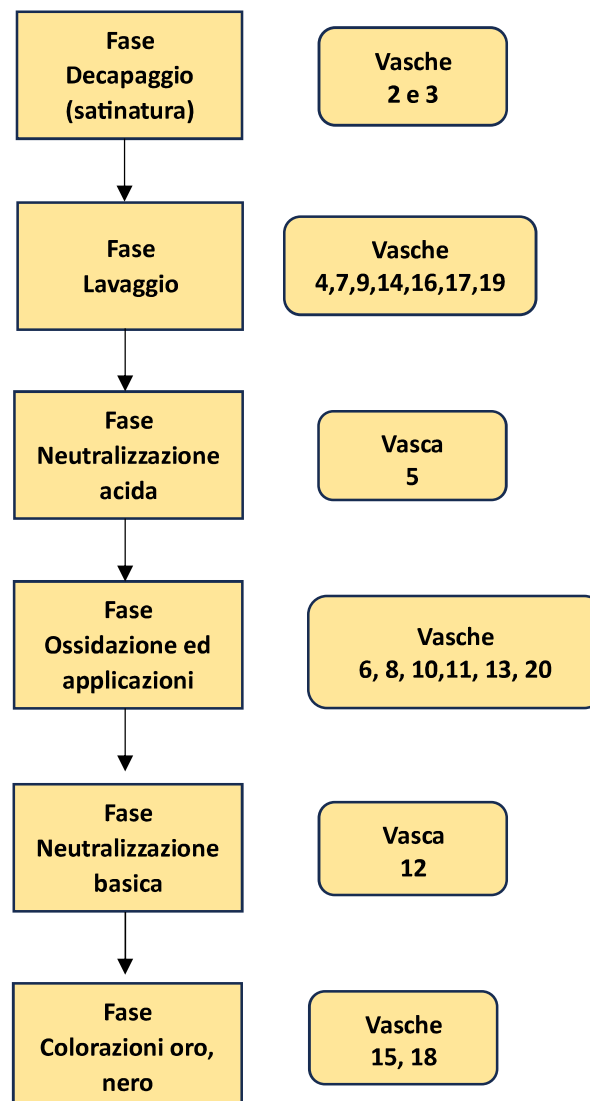 Fase
Decapaggio
(satinatura)
Vasche
2 e 3
Fase
Lavaggio
Vasche
4,7,9,14,16,17,19
Fase
Neutralizzazione
acida
Vasca
5
Fase
Ossidazione ed
applicazioni
Vasche
6, 8, 10,11, 13, 20
Fase
Neutralizzazione
basica
Vasca
12
Fase
Colorazioni oro,
nero
Vasche
15, 18